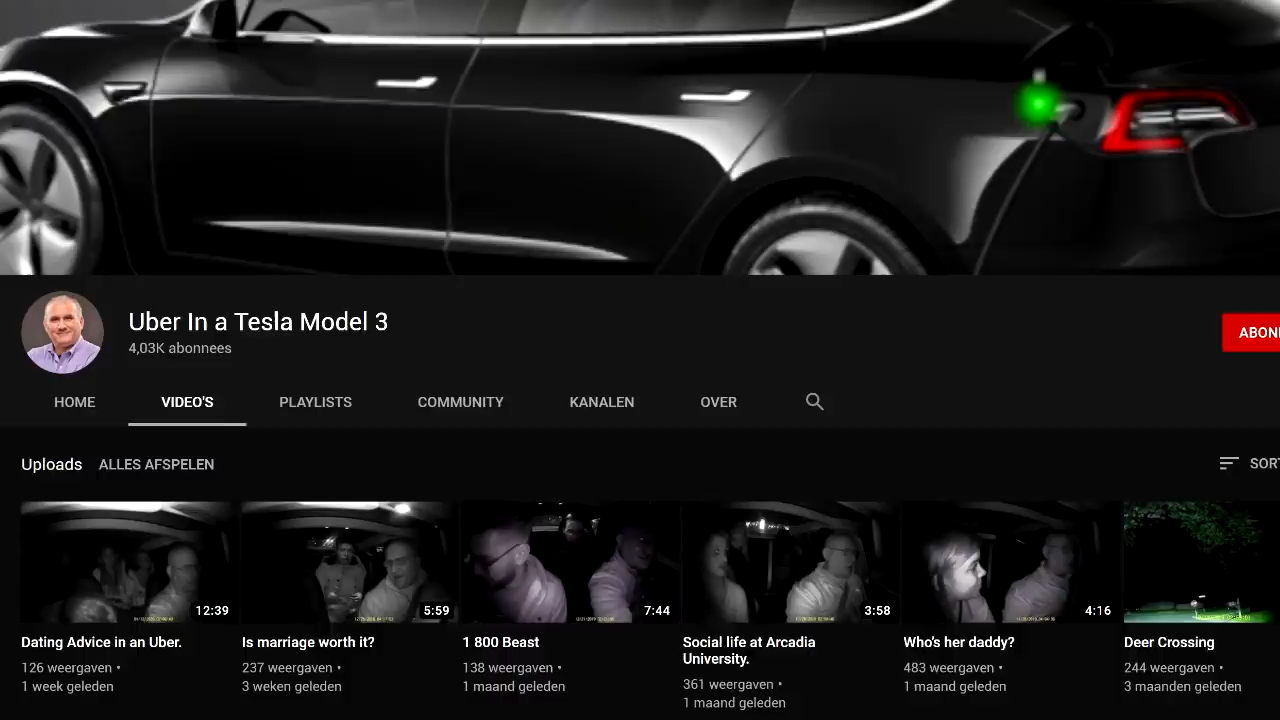 Uber In a Tesla Model 3
4,03K abonnees
ABON
HOME VIDEO'S PLAYLISTS COMMUNITY KANALEN OVER
Uploads ALLES AFSPELEN SORT
12:39 5:59 7:44 3:58 4:16
Dating Advice in an Uber.
126 weergaven •
1 week geleden
Is marriage worth it?
237 weergaven •
3 weken geleden
1 800 Beast
138 weergaven •
1 maand geleden
Social life at Arcadia
University.
361 weergaven •
1 maand geleden
Who's her daddy?
483 weergaven •
1 maand geleden
Deer Crossing
244 weergaven •
3 maanden geleden